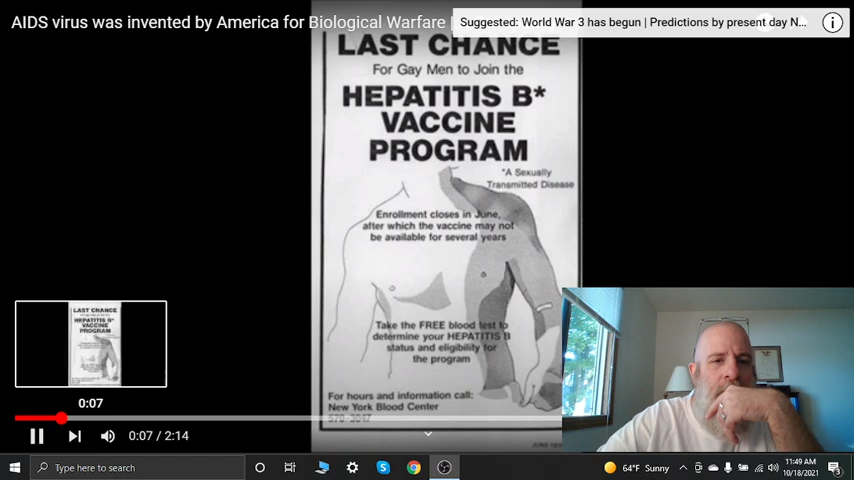 AIDS virus was invented by America for Biological Warfare
Suggested: World War 3 has begun | Predictions by present day N...
LAST CHANCE
For Gay Men to Join the
HEPATITIS B*
VACCINE
PROGRAM
*A Sexually
Transmitted Disease
Enrollment closes in June,
after which the vaccine may not
be available for several years
Take the FREE blood test to
determine your HEPATITIS B
status and eligibility for
the program
For hours and information call:
New York Blood Center
570-3047
LAST CHANCE
HEPATITIS B*
VACCINE
PROGRAM
0:07
0:07 / 2:14
Type here to search
64°F Sunny
11:49 AM
10/18/2021
3